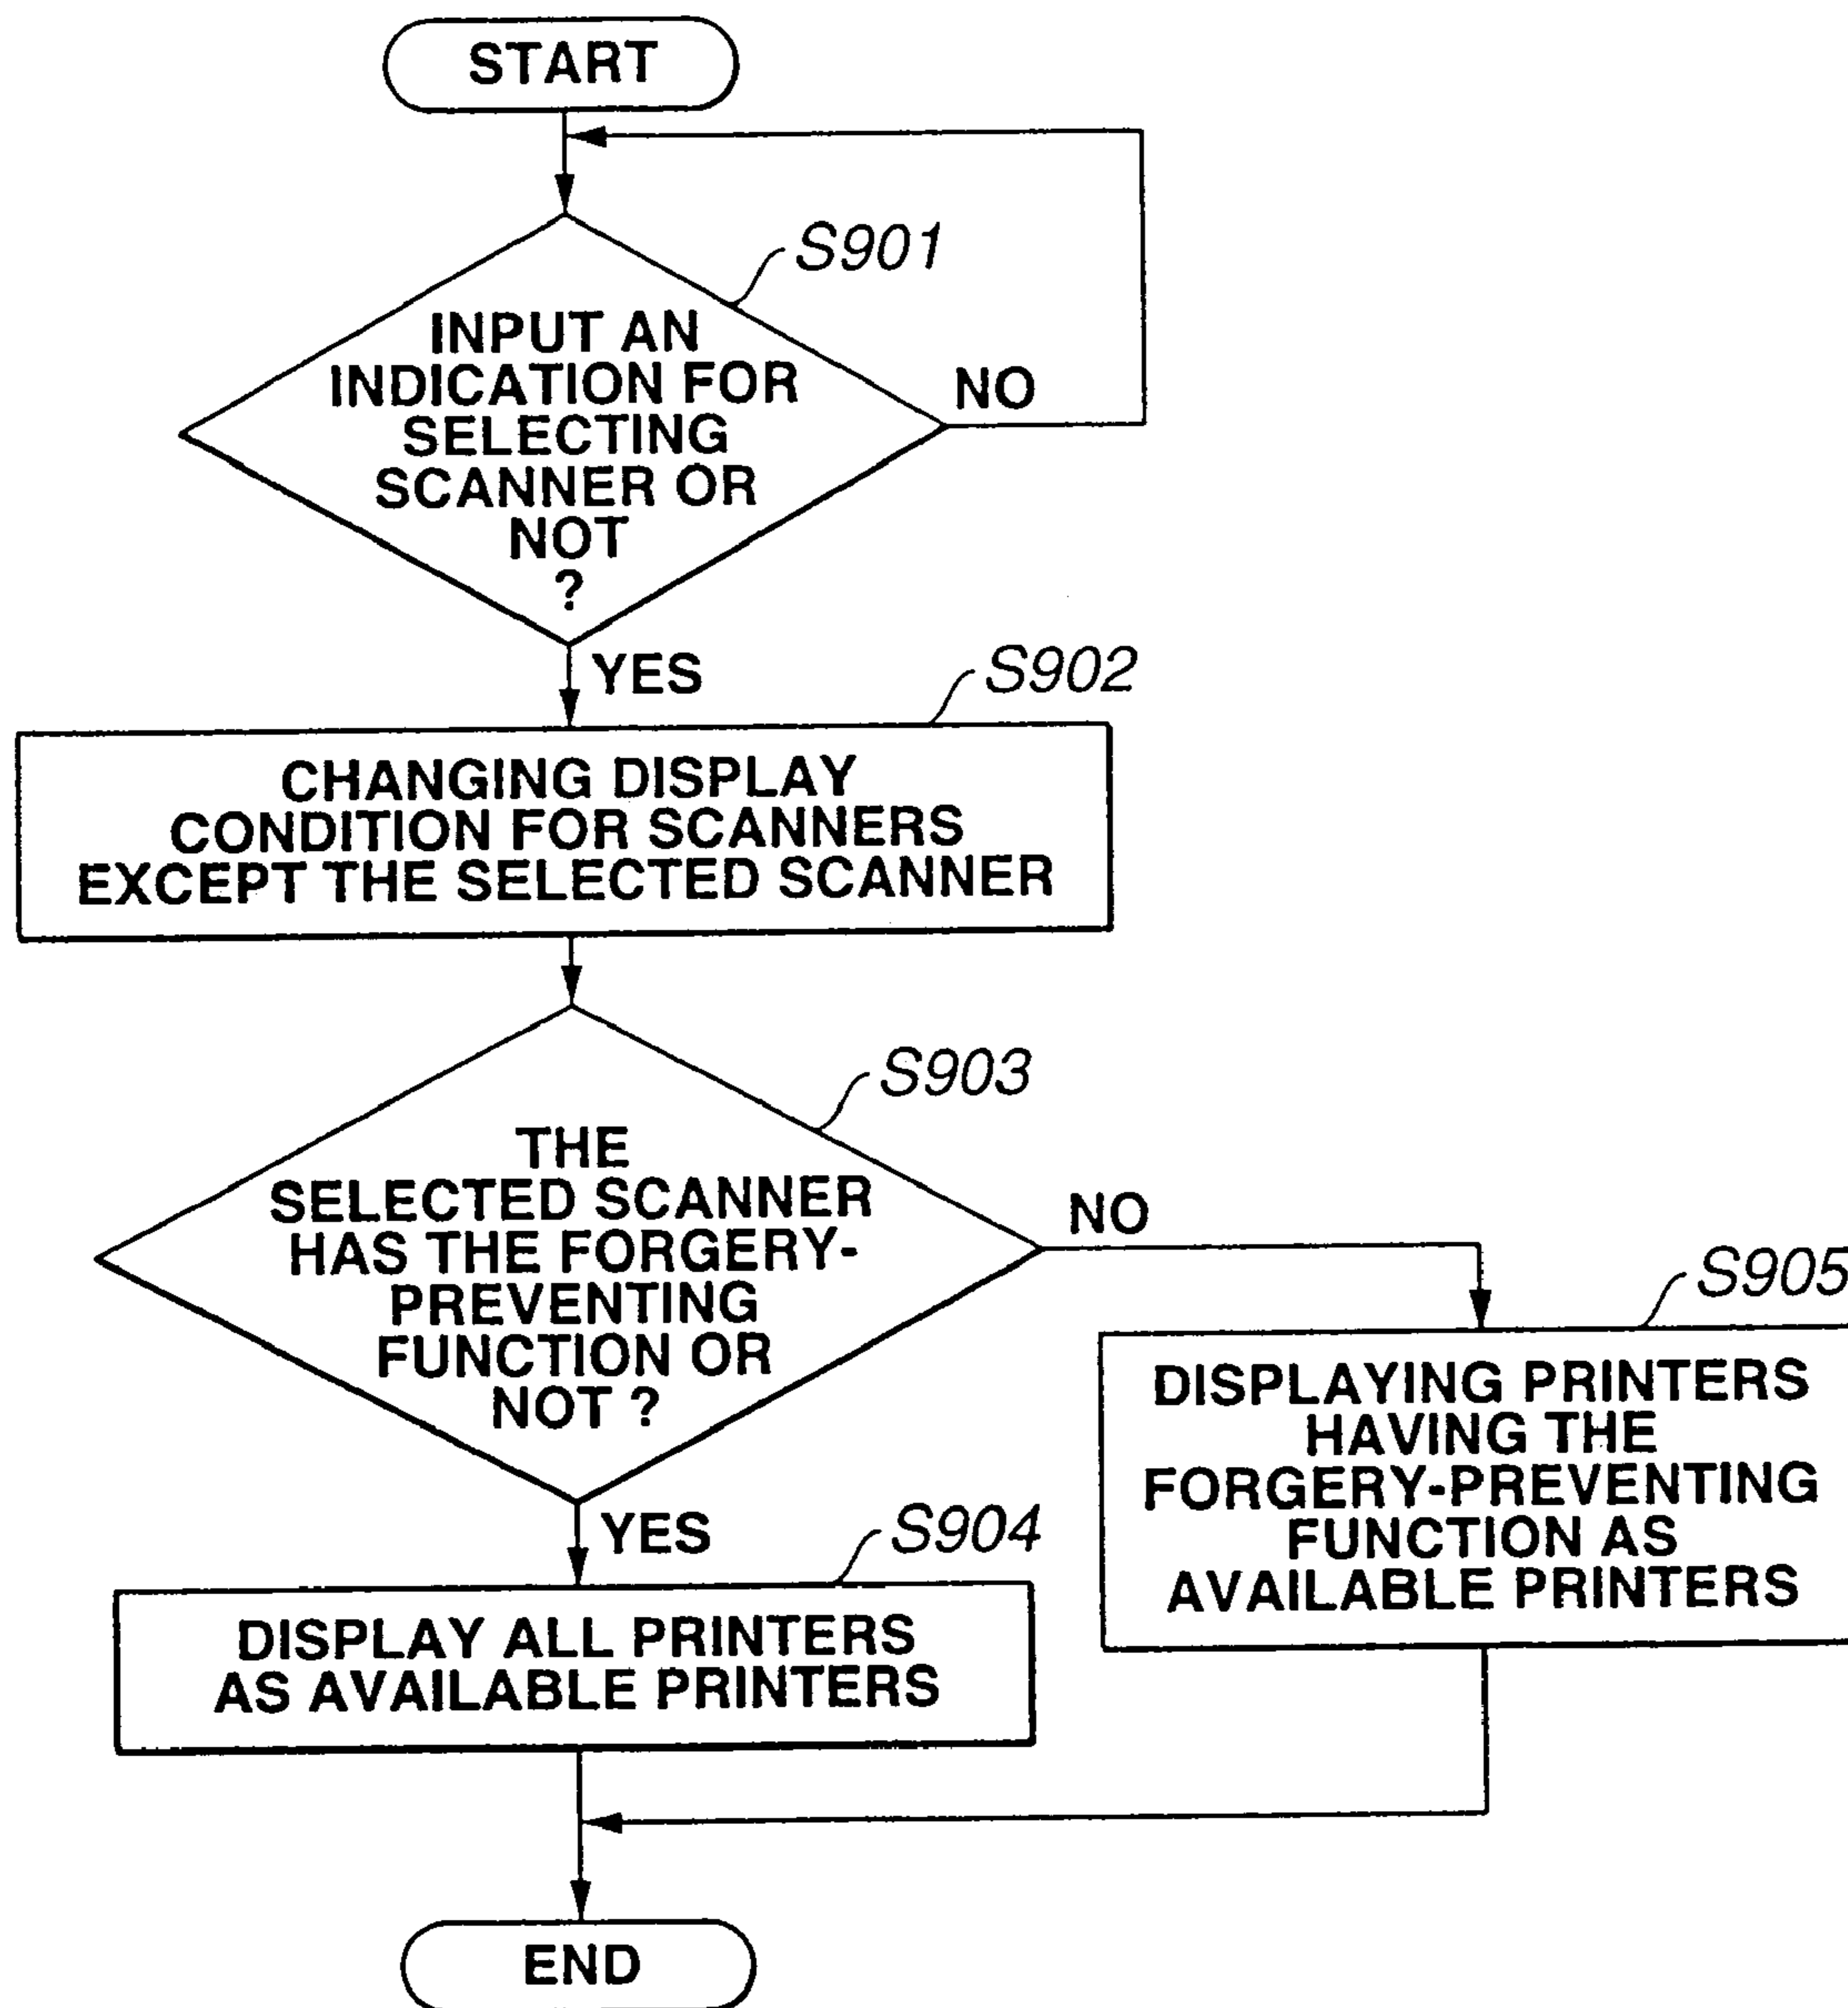 START
S901
INPUT AN
INDICATION FOR
SELECTING
SCANNER OR
NOT
?
NO
YES
S902
CHANGING DISPLAY
CONDITION FOR SCANNERS
EXCEPT THE SELECTED SCANNER
S903
THE
SELECTED SCANNER
HAS THE FORGERY-
PREVENTING
FUNCTION OR
NOT ?
NO
YES
S905
DISPLAYING PRINTERS
HAVING THE
FORGERY-PREVENTING
FUNCTION AS
AVAILABLE PRINTERS
S904
DISPLAY ALL PRINTERS
AS AVAILABLE PRINTERS
END